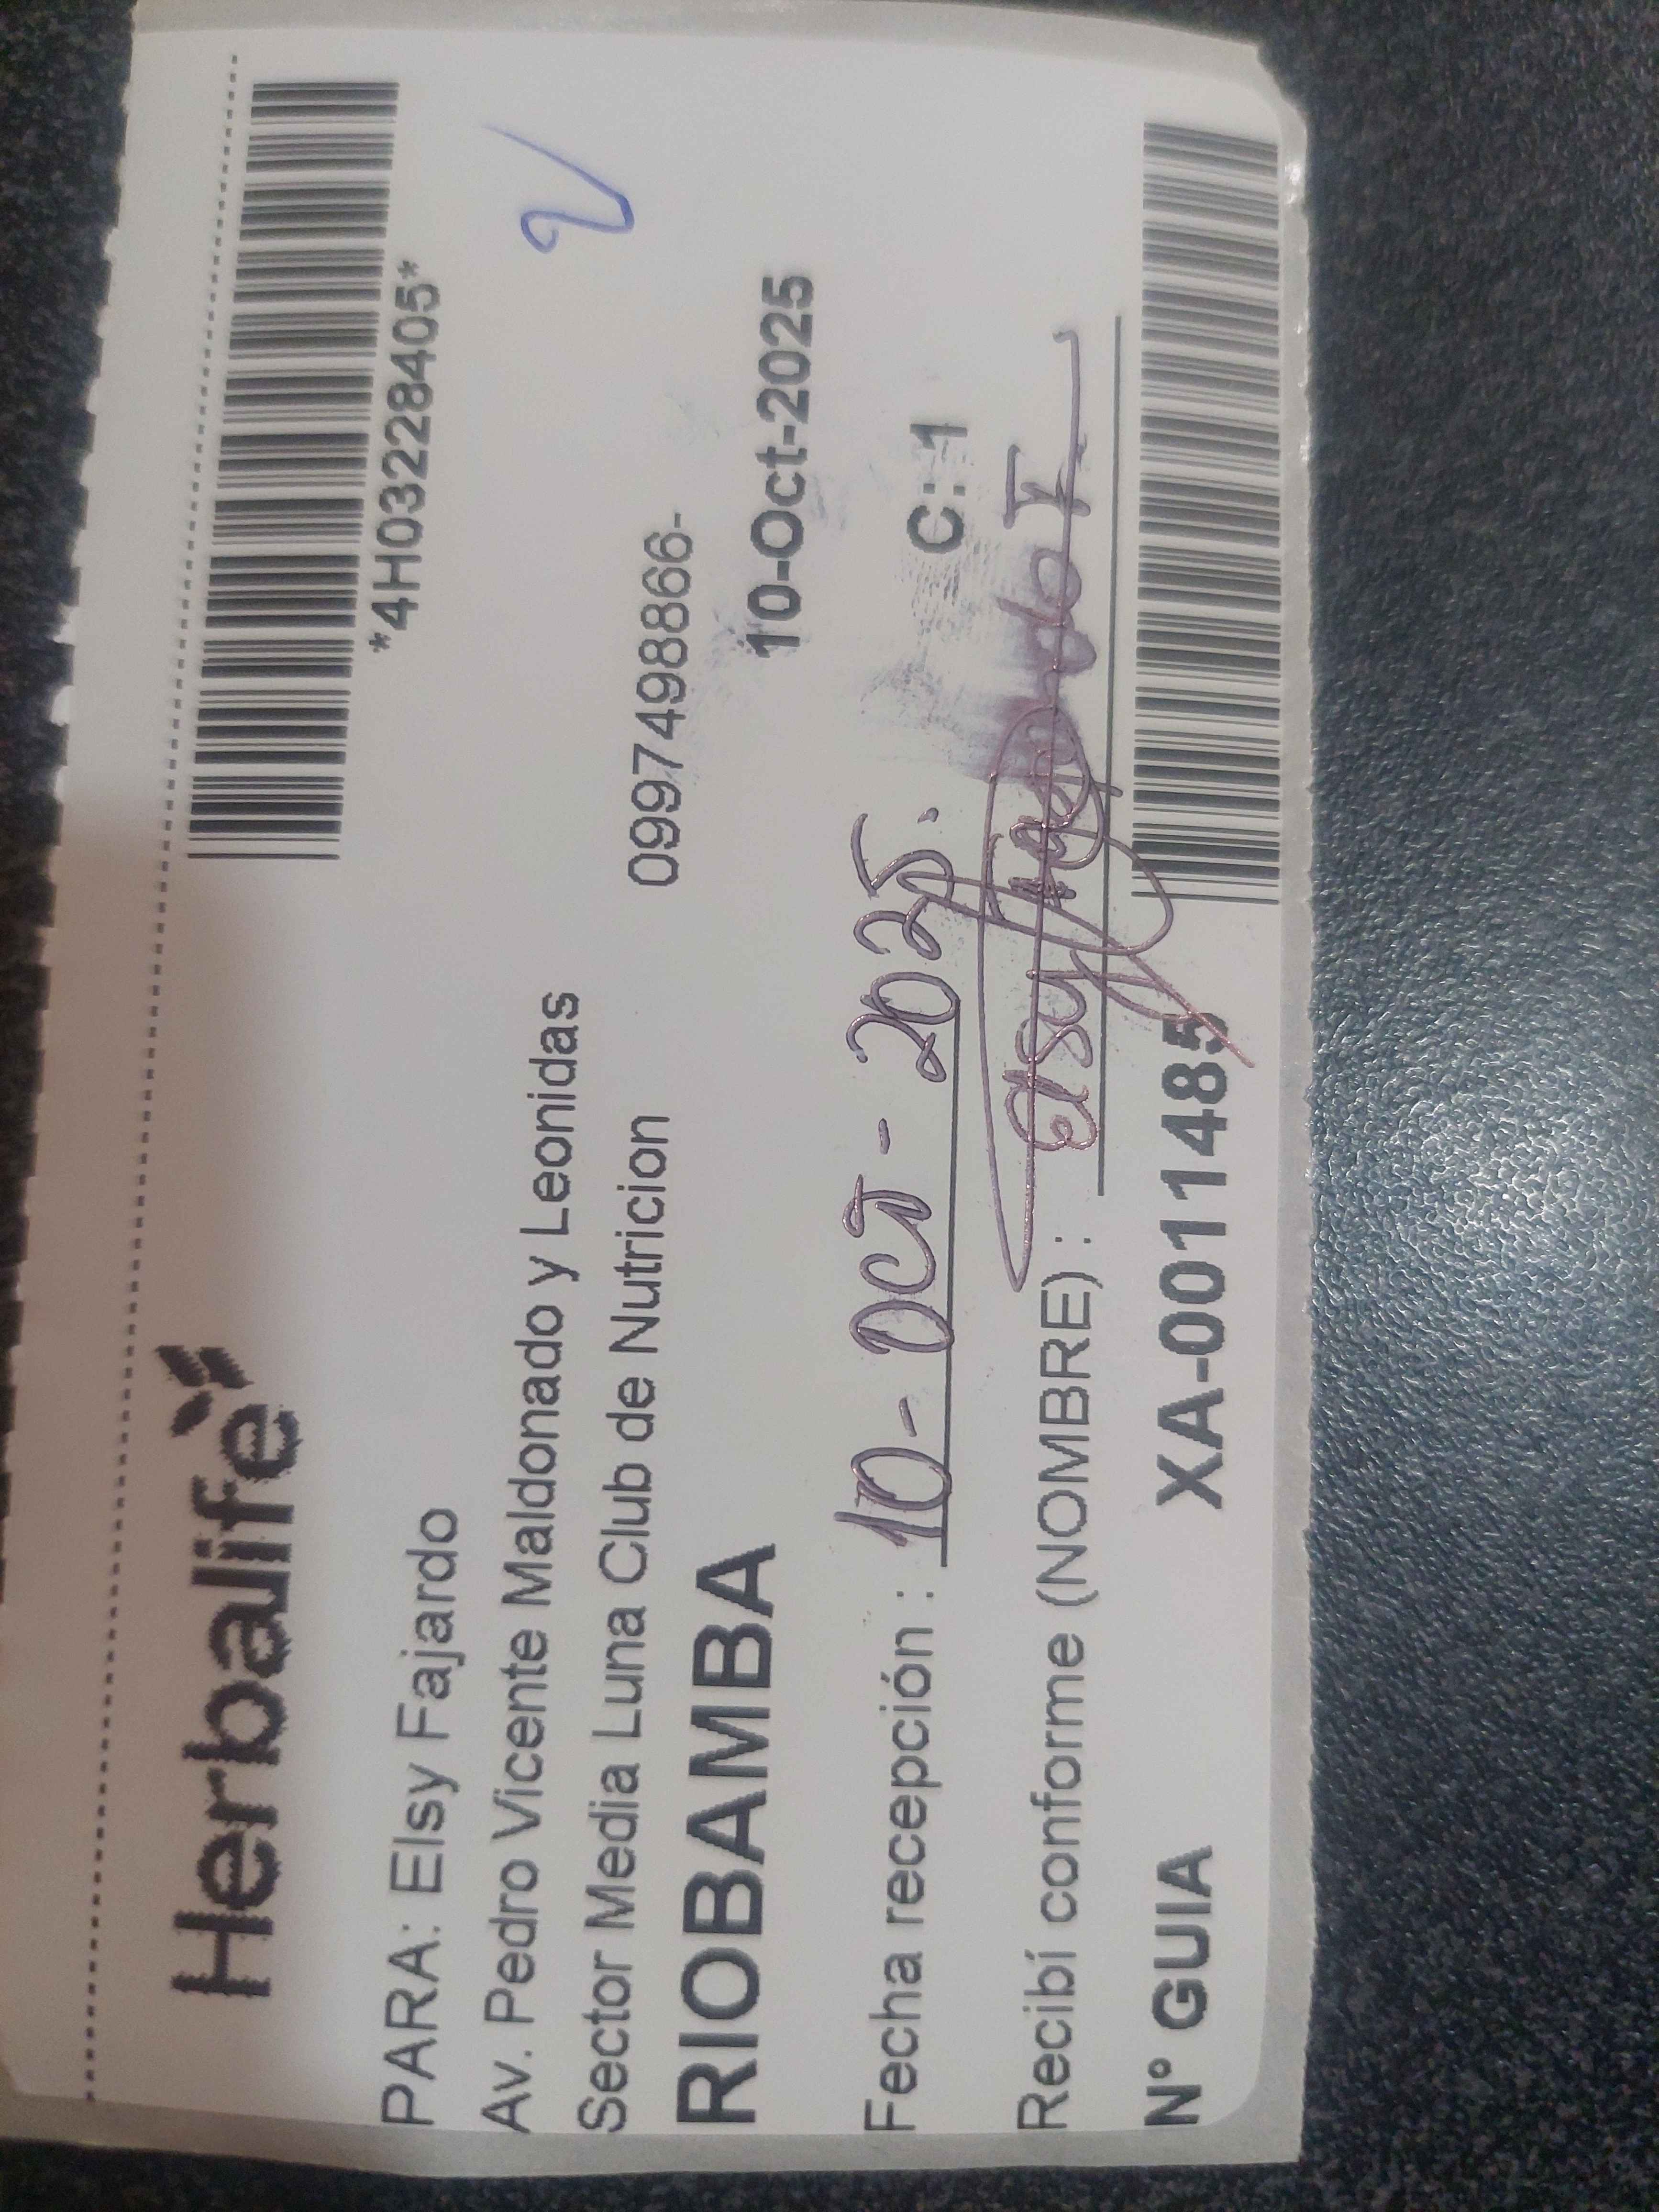 Herbalife
*4H03228405*
PARA: Elsy Fajardo
Av. Pedro Vicente Maldonado y Leonidas
Sector Media Luna Club de Nutricion
0997498866-
RIOBAMBA
10-Oct-2025
Fecha recepción : 10 - Oct - 2025.
C: :1
Recibí conforme (NOMBRE) :
N° GUIA XA-0011485